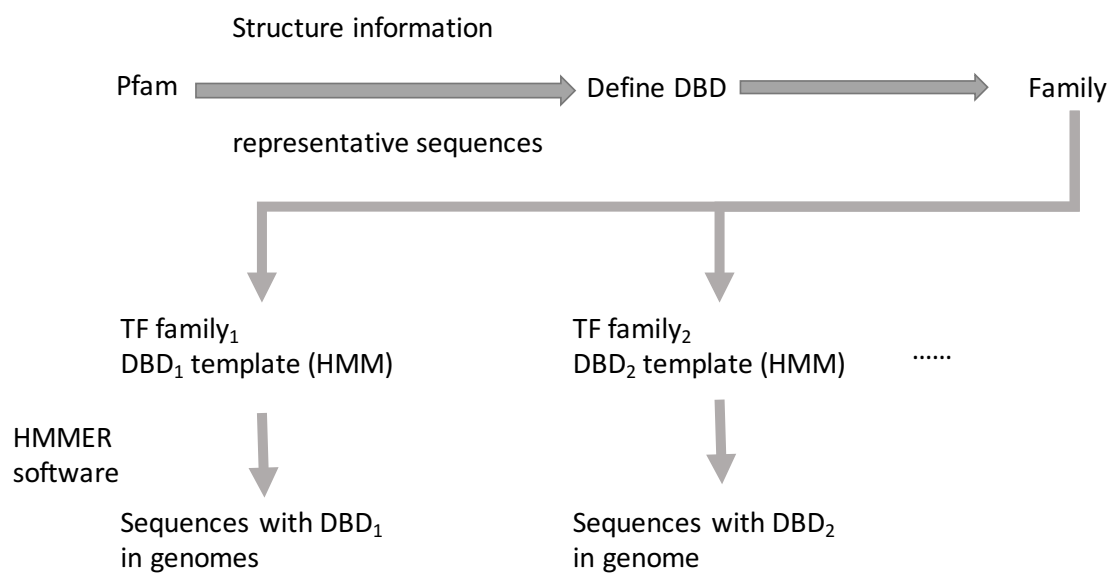 Structure information
Pfam
Define DBD
Family
representative sequences
TF family₁
DBD₁ template (HMM)
TF family₂
DBD₂ template (HMM)
......
HMMER
software
Sequences with DBD₁
in genomes
Sequences with DBD₂
in genome